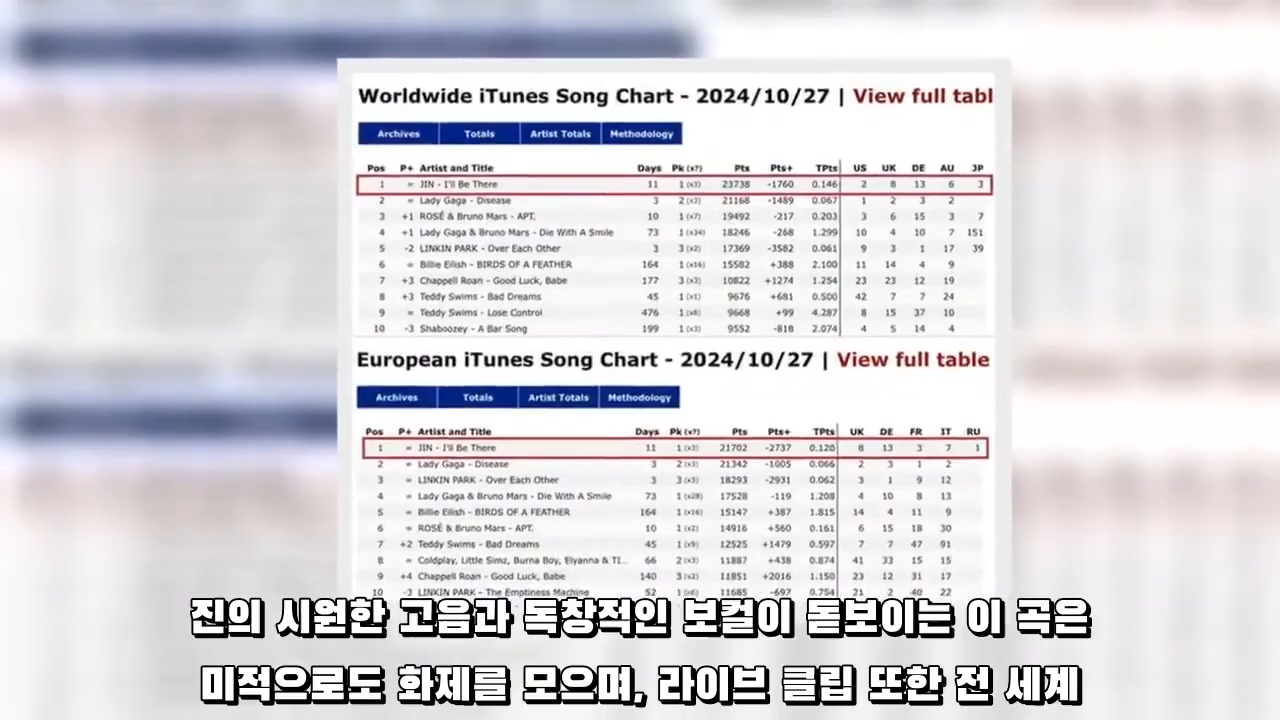 Worldwide iTunes Song Chart - 2024/10/27 | View full tabl
Archives Totals Artist Totals Methodology
Pos P+ Artist and Title Days Pk (x?) Pts Pts+ TPts US UK DE AU JP
1 = JIN - I'll Be There 11 1 (x3) 23738 -1760 0.146 2 8 13 6 3
2 = Lady Gaga - Disease 3 2 (x3) 21168 -1489 0.067 1 2 3 2
3 +1 ROSÉ & Bruno Mars - APT. 10 1 (x7) 19492 -217 0.203 3 6 15 3 7
4 +1 Lady Gaga & Bruno Mars - Die With A Smile 73 1 (x34) 18246 -268 1.299 10 4 10 7 151
5 -2 LINKIN PARK - Over Each Other 3 3 (x2) 17369 -3582 0.061 9 3 1 17 39
6 = Billie Eilish - BIRDS OF A FEATHER 164 1 (x16) 15582 +388 2.100 11 14 4 9
7 +3 Chappell Roan - Good Luck, Babe 177 3 (x3) 10822 +1274 1.254 23 23 12 19
8 +3 Teddy Swims - Bad Dreams 45 1 (x1) 9676 +681 0.500 42 7 7 24
9 = Teddy Swims - Lose Control 476 1 (x8) 9668 +99 4.287 8 15 37 10
10 -3 Shaboozey - A Bar Song 199 1 (x3) 9552 -818 2.074 4 5 14 4
European iTunes Song Chart - 2024/10/27 | View full table
Archives Totals Artist Totals Methodology
Pos P+ Artist and Title Days Pk (x?) Pts Pts+ TPts UK DE FR IT RU
1 = JIN - I'll Be There 11 1 (x3) 21702 -2737 0.120 8 13 3 7 1
2 = Lady Gaga - Disease 3 2 (x3) 21342 -1005 0.066 2 3 1 2
3 = LINKIN PARK - Over Each Other 3 3 (x3) 18293 -2931 0.062 3 1 9 12
4 = Lady Gaga & Bruno Mars - Die With A Smile 73 1 (x28) 17528 -119 1.208 4 10 8 13
5 = Billie Eilish - BIRDS OF A FEATHER 164 1 (x16) 15147 +387 1.815 14 4 11 9
6 = ROSÉ & Bruno Mars - APT. 10 1 (x2) 14916 +560 0.161 6 15 18 30
7 +2 Teddy Swims - Bad Dreams 45 1 (x9) 12525 +1479 0.597 7 7 47 91
8 = Coldplay, Little Simz, Burna Boy, Elyanna & TI... 66 2 (x3) 11887 +438 0.874 41 33 15 15
9 +4 Chappell Roan - Good Luck, Babe 140 3 (x2) 11851 +2016 1.150 23 12 31 17
10 -3 LINKIN PARK - The Emptiness Machine 52 1 (x6) 11685 -697 0.754 21 2 40 22
진의 시원한 고음과 독창적인 보컬이 돋보이는 이 곡은
미적으로도 화제를 모으며, 라이브 클립 또한 전 세계